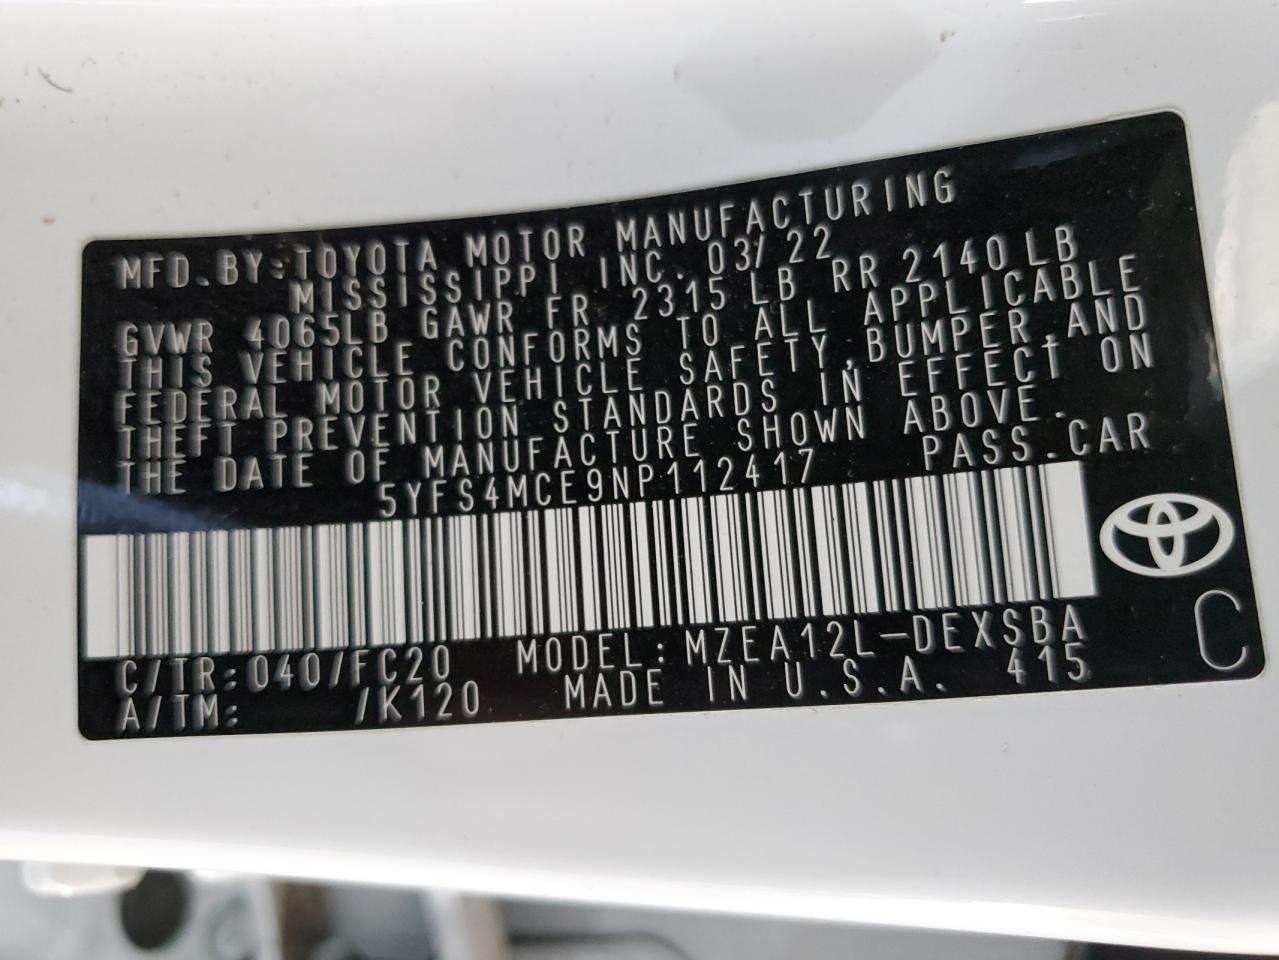 MFD.BY:TOYOTA MOTOR MANUFACTURING
MISSISSIPPI INC. 03/22
GVWR 4065LB GAWR FR 2315 LB RR 2140 LB
THIS VEHICLE CONFORMS TO ALL APPLICABLE
FEDERAL MOTOR VEHICLE SAFETY,BUMPER,AND
THEFT PREVENTION STANDARDS IN EFFECT ON
THE DATE OF MANUFACTURE SHOWN ABOVE.
5YFS4MCE9NP112417 PASS.CAR
C/TR:040/FC20 MODEL:MZEA12L-DEXSBA
A/TM: /K120 MADE IN U.S.A. 415
C